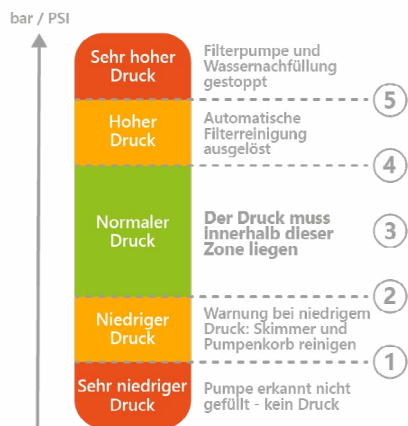 bar / PSI
Sehr hoher
Druck
Filterpumpe und
Wassernachfüllung
gestoppt
5
Hoher
Druck
Automatische
Filterreinigung
ausgelöst
4
Normaler
Druck
Der Druck muss
innerhalb dieser
Zone liegen
3
2
Niedriger
Druck
Warnung bei niedrigem
Druck: Skimmer und
Pumpenkorb reinigen
1
Sehr niedriger
Druck
Pumpe erkannt nicht
gefüllt - kein Druck